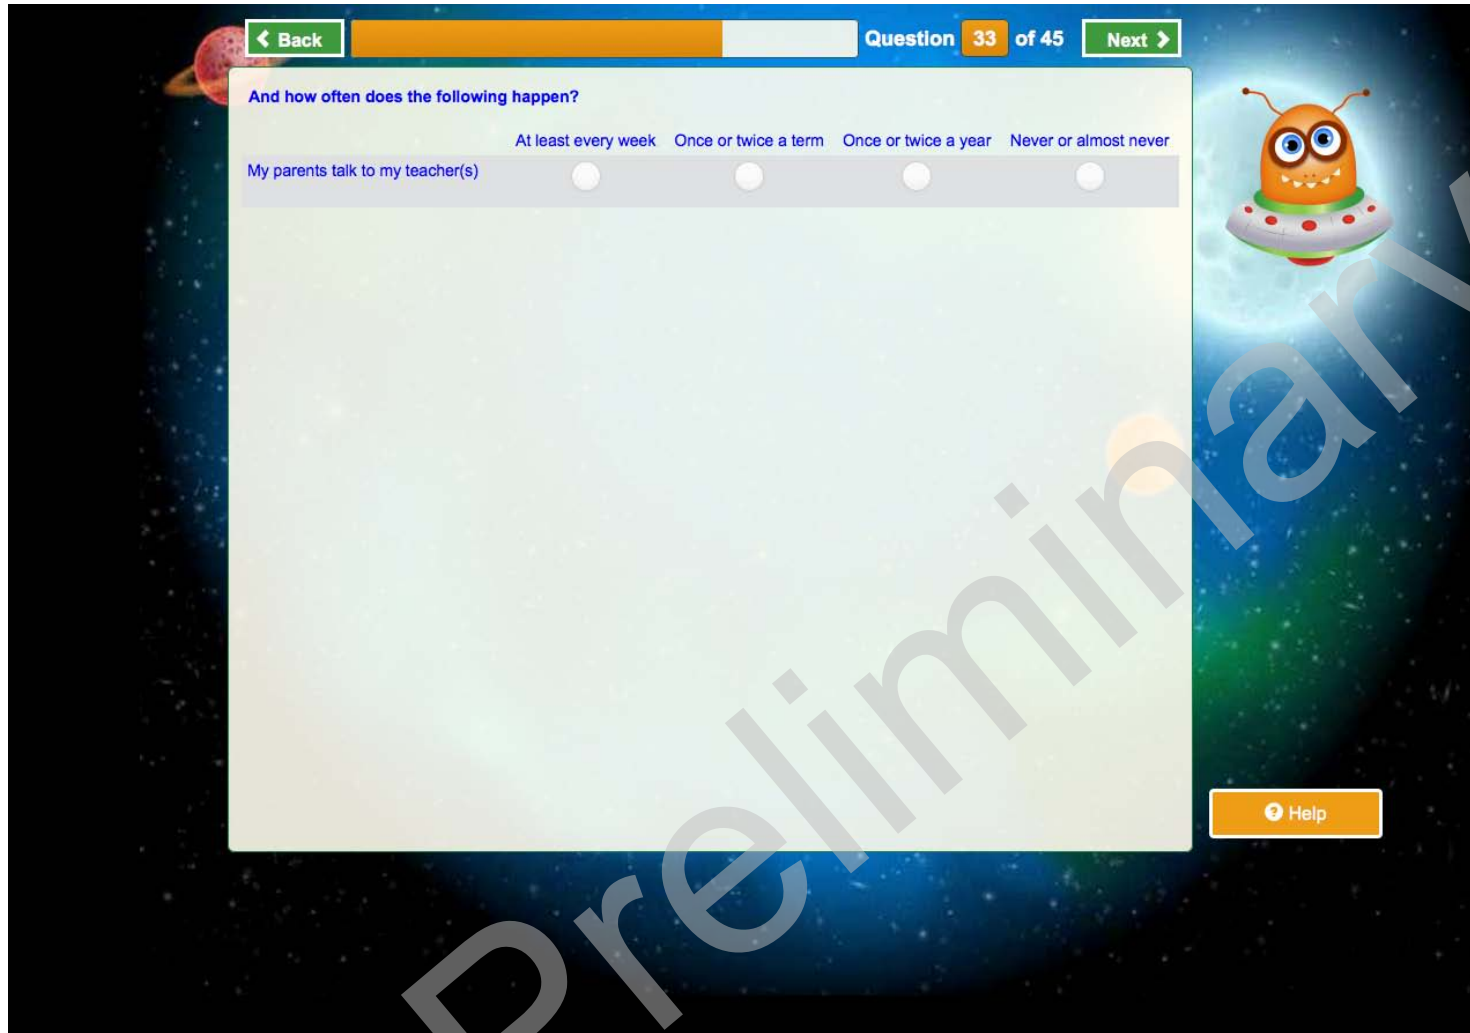 Back
Question 33 of 45
Next
And how often does the following happen?
At least every week Once or twice a term Once or twice a year Never or almost never
My parents talk to my teacher(s)
Help
Preliminary